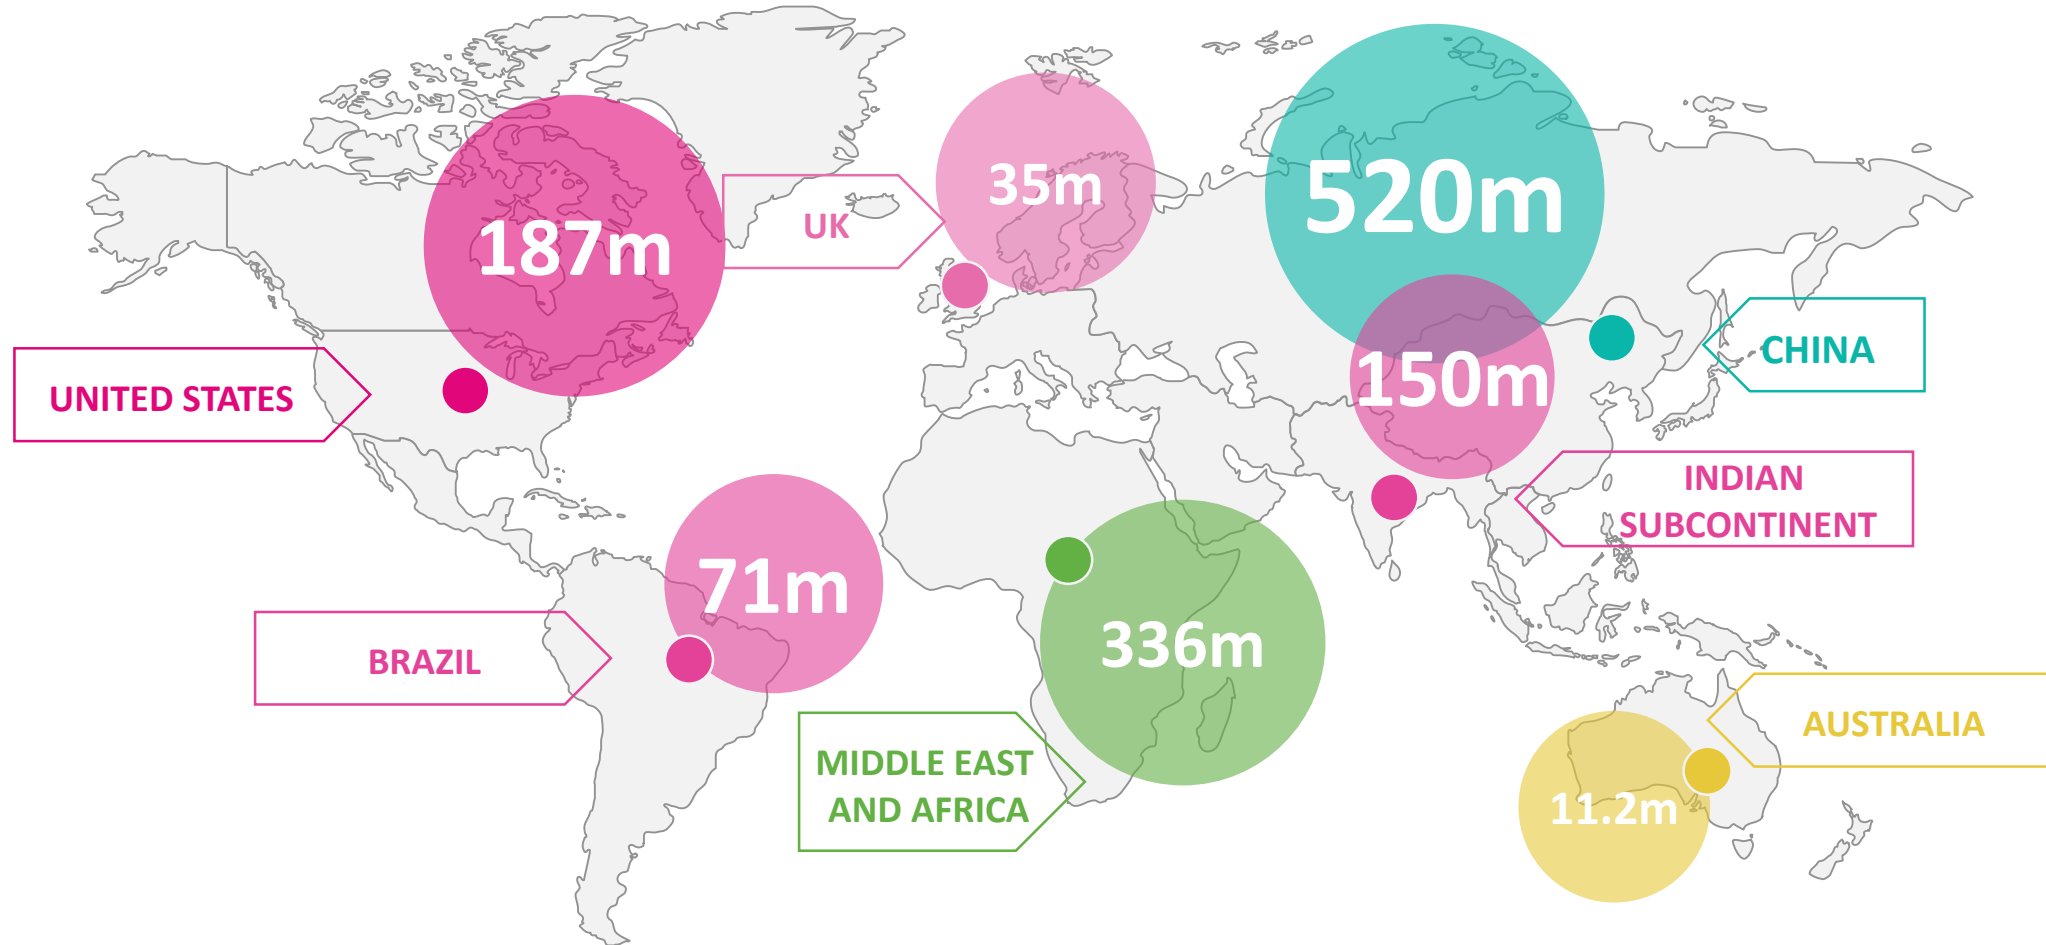 187m
UNITED STATES
UK
35m
520m
CHINA
150m
INDIAN
SUBCONTINENT
71m
BRAZIL
336m
MIDDLE EAST
AND AFRICA
AUSTRALIA
11.2m